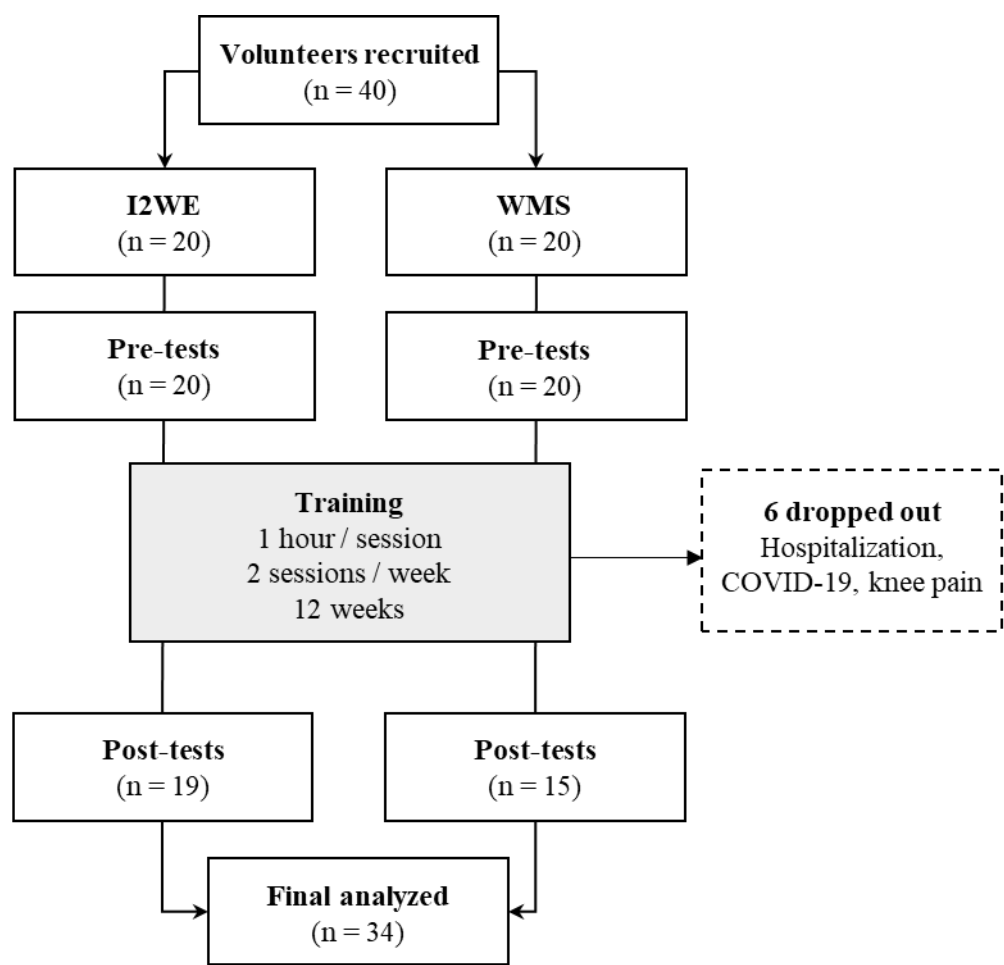 Volunteers recruited
(n = 40)
I2WE
(n = 20)
WMS
(n = 20)
Pre-tests
(n = 20)
Pre-tests
(n = 20)
Training
1 hour / session
2 sessions / week
12 weeks
6 dropped out
Hospitalization,
COVID-19, knee pain
Post-tests
(n = 19)
Post-tests
(n = 15)
Final analyzed
(n = 34)